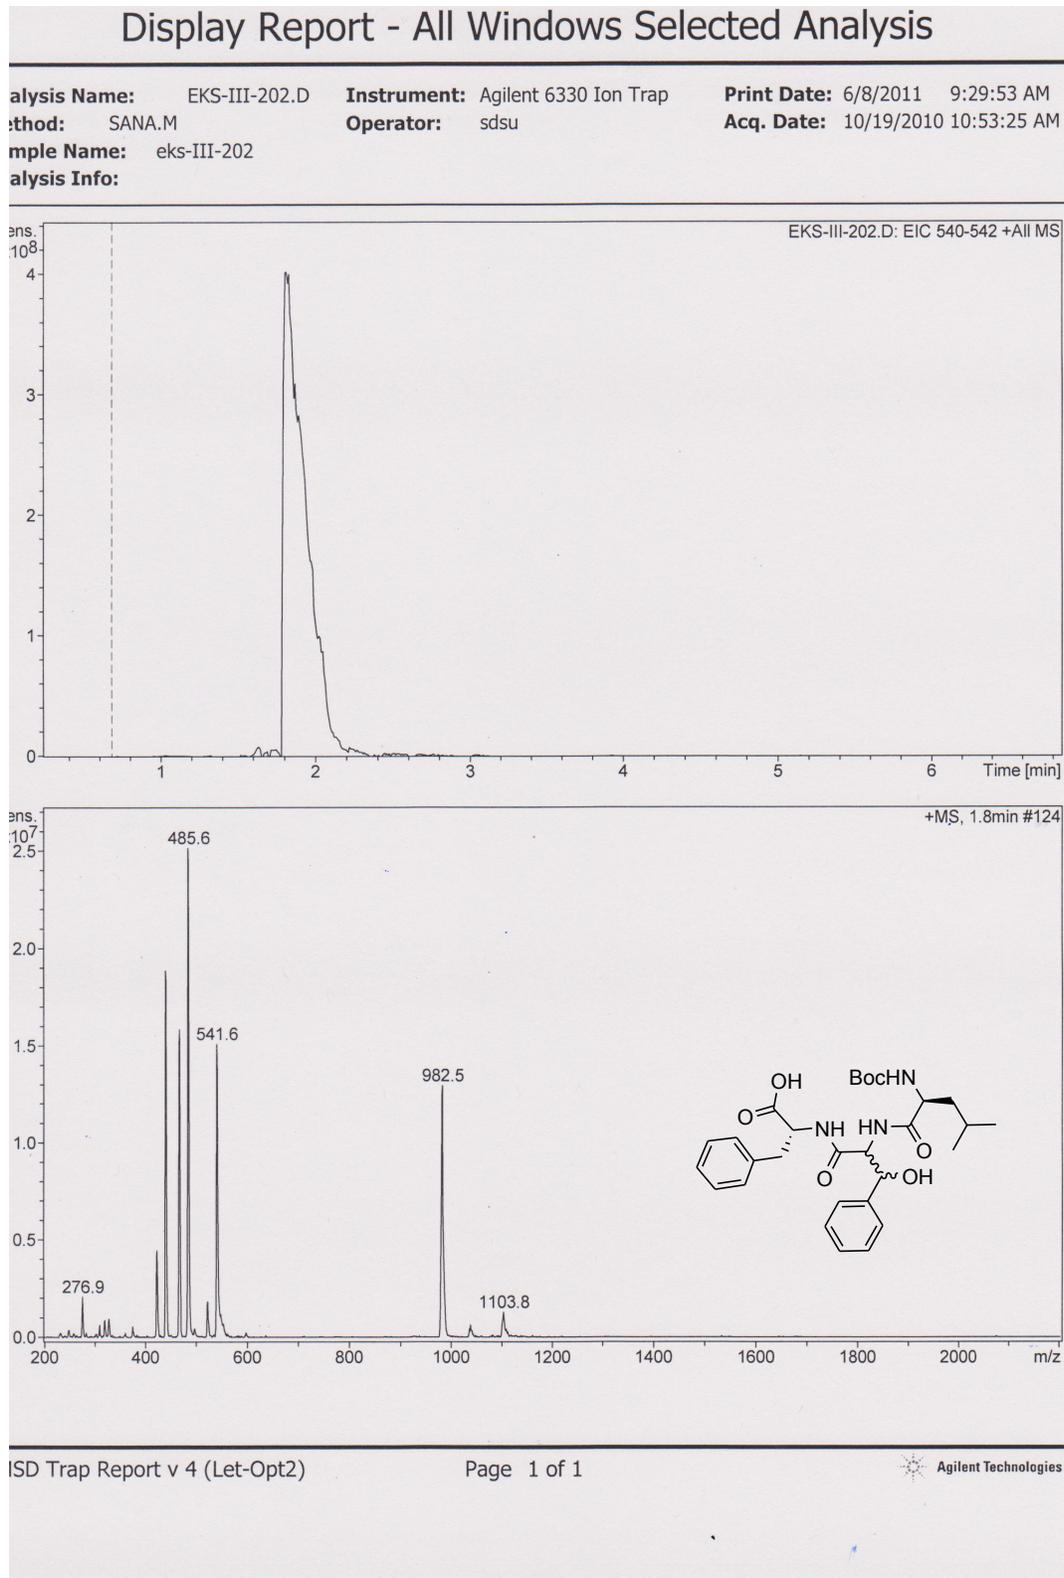 Display Report - All Windows Selected Analysis
alysis Name: EKS-III-202.D Instrument: Agilent 6330 Ion Trap Print Date: 6/8/2011 9:29:53 AM
ethod: SANA.M Operator: sdsu Acq. Date: 10/19/2010 10:53:25 AM
mple Name: eks-III-202
alysis Info:
ens.
10⁸
EKS-III-202.D: EIC 540-542 +All MS
4
3
2
1
0
1 2 3 4 5 6 Time [min]
ens.
10⁷
+MS, 1.8min #124
2.5
2.0
1.5
1.0
0.5
0.0
485.6
541.6
982.5
276.9
1103.8
OH
BocHN
O
NH HN
O
O
OH
200 400 600 800 1000 1200 1400 1600 1800 2000 m/z
ISD Trap Report v 4 (Let-Opt2) Page 1 of 1 Agilent Technologies